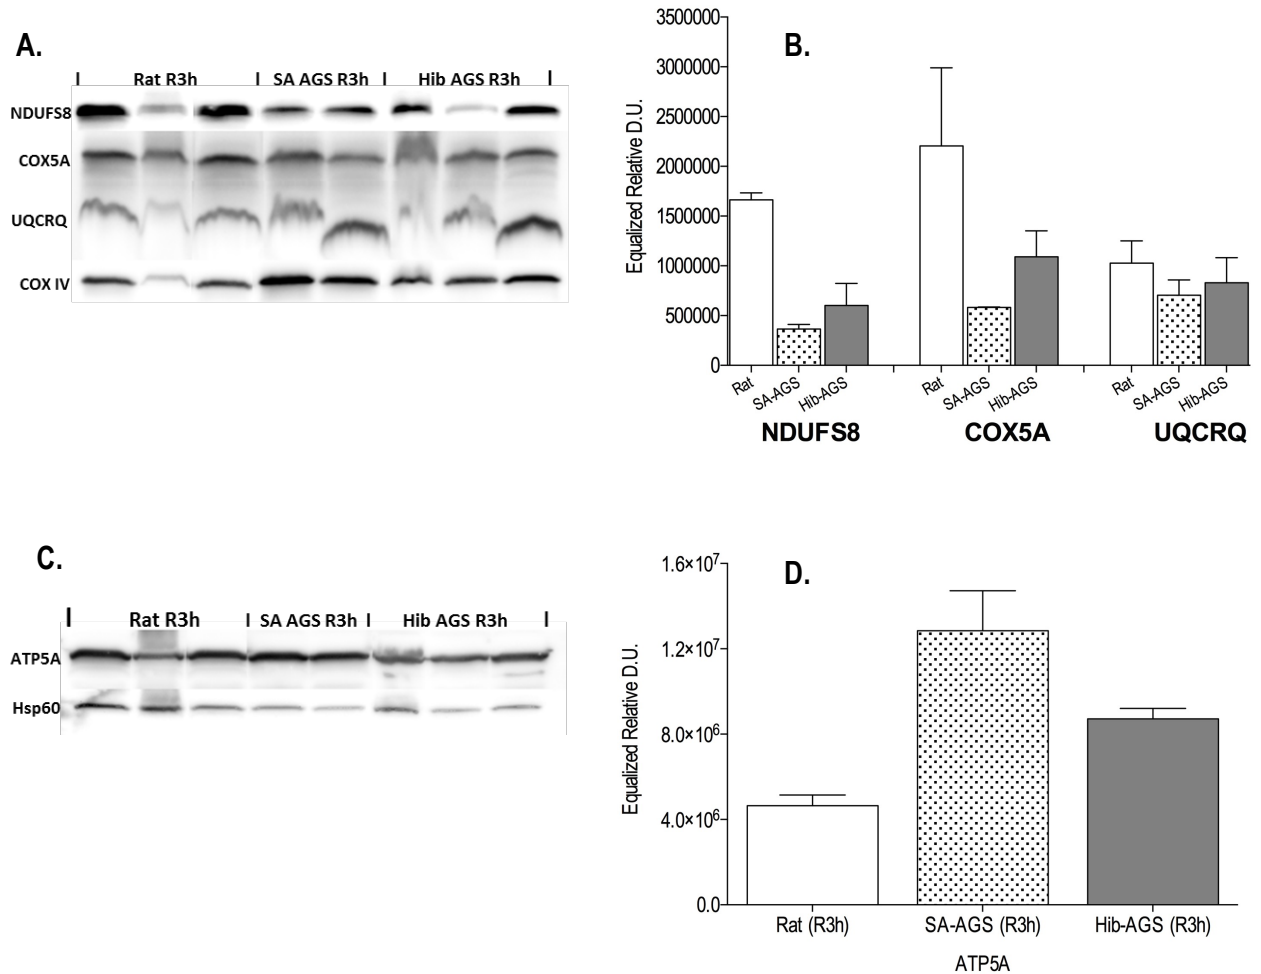 A.
Rat R3h SA AGS R3h Hib AGS R3h
NDUFS8
COX5A
UQCRQ
COX IV
B.
Equalized Relative D.U.
3500000
3000000
2500000
2000000
1500000
1000000
500000
0
Rat SA-AGS Hib-AGS Rat SA-AGS Hib-AGS Rat SA-AGS Hib-AGS
NDUFS8 COX5A UQCRQ
C.
Rat R3h SA AGS R3h Hib AGS R3h
ATP5A
Hsp60
D.
Equalized Relative D.U.
1.6×10⁷
1.2×10⁷
8.0×10⁶
4.0×10⁶
0.0
Rat (R3h) SA-AGS (R3h) Hib-AGS (R3h)
ATP5A